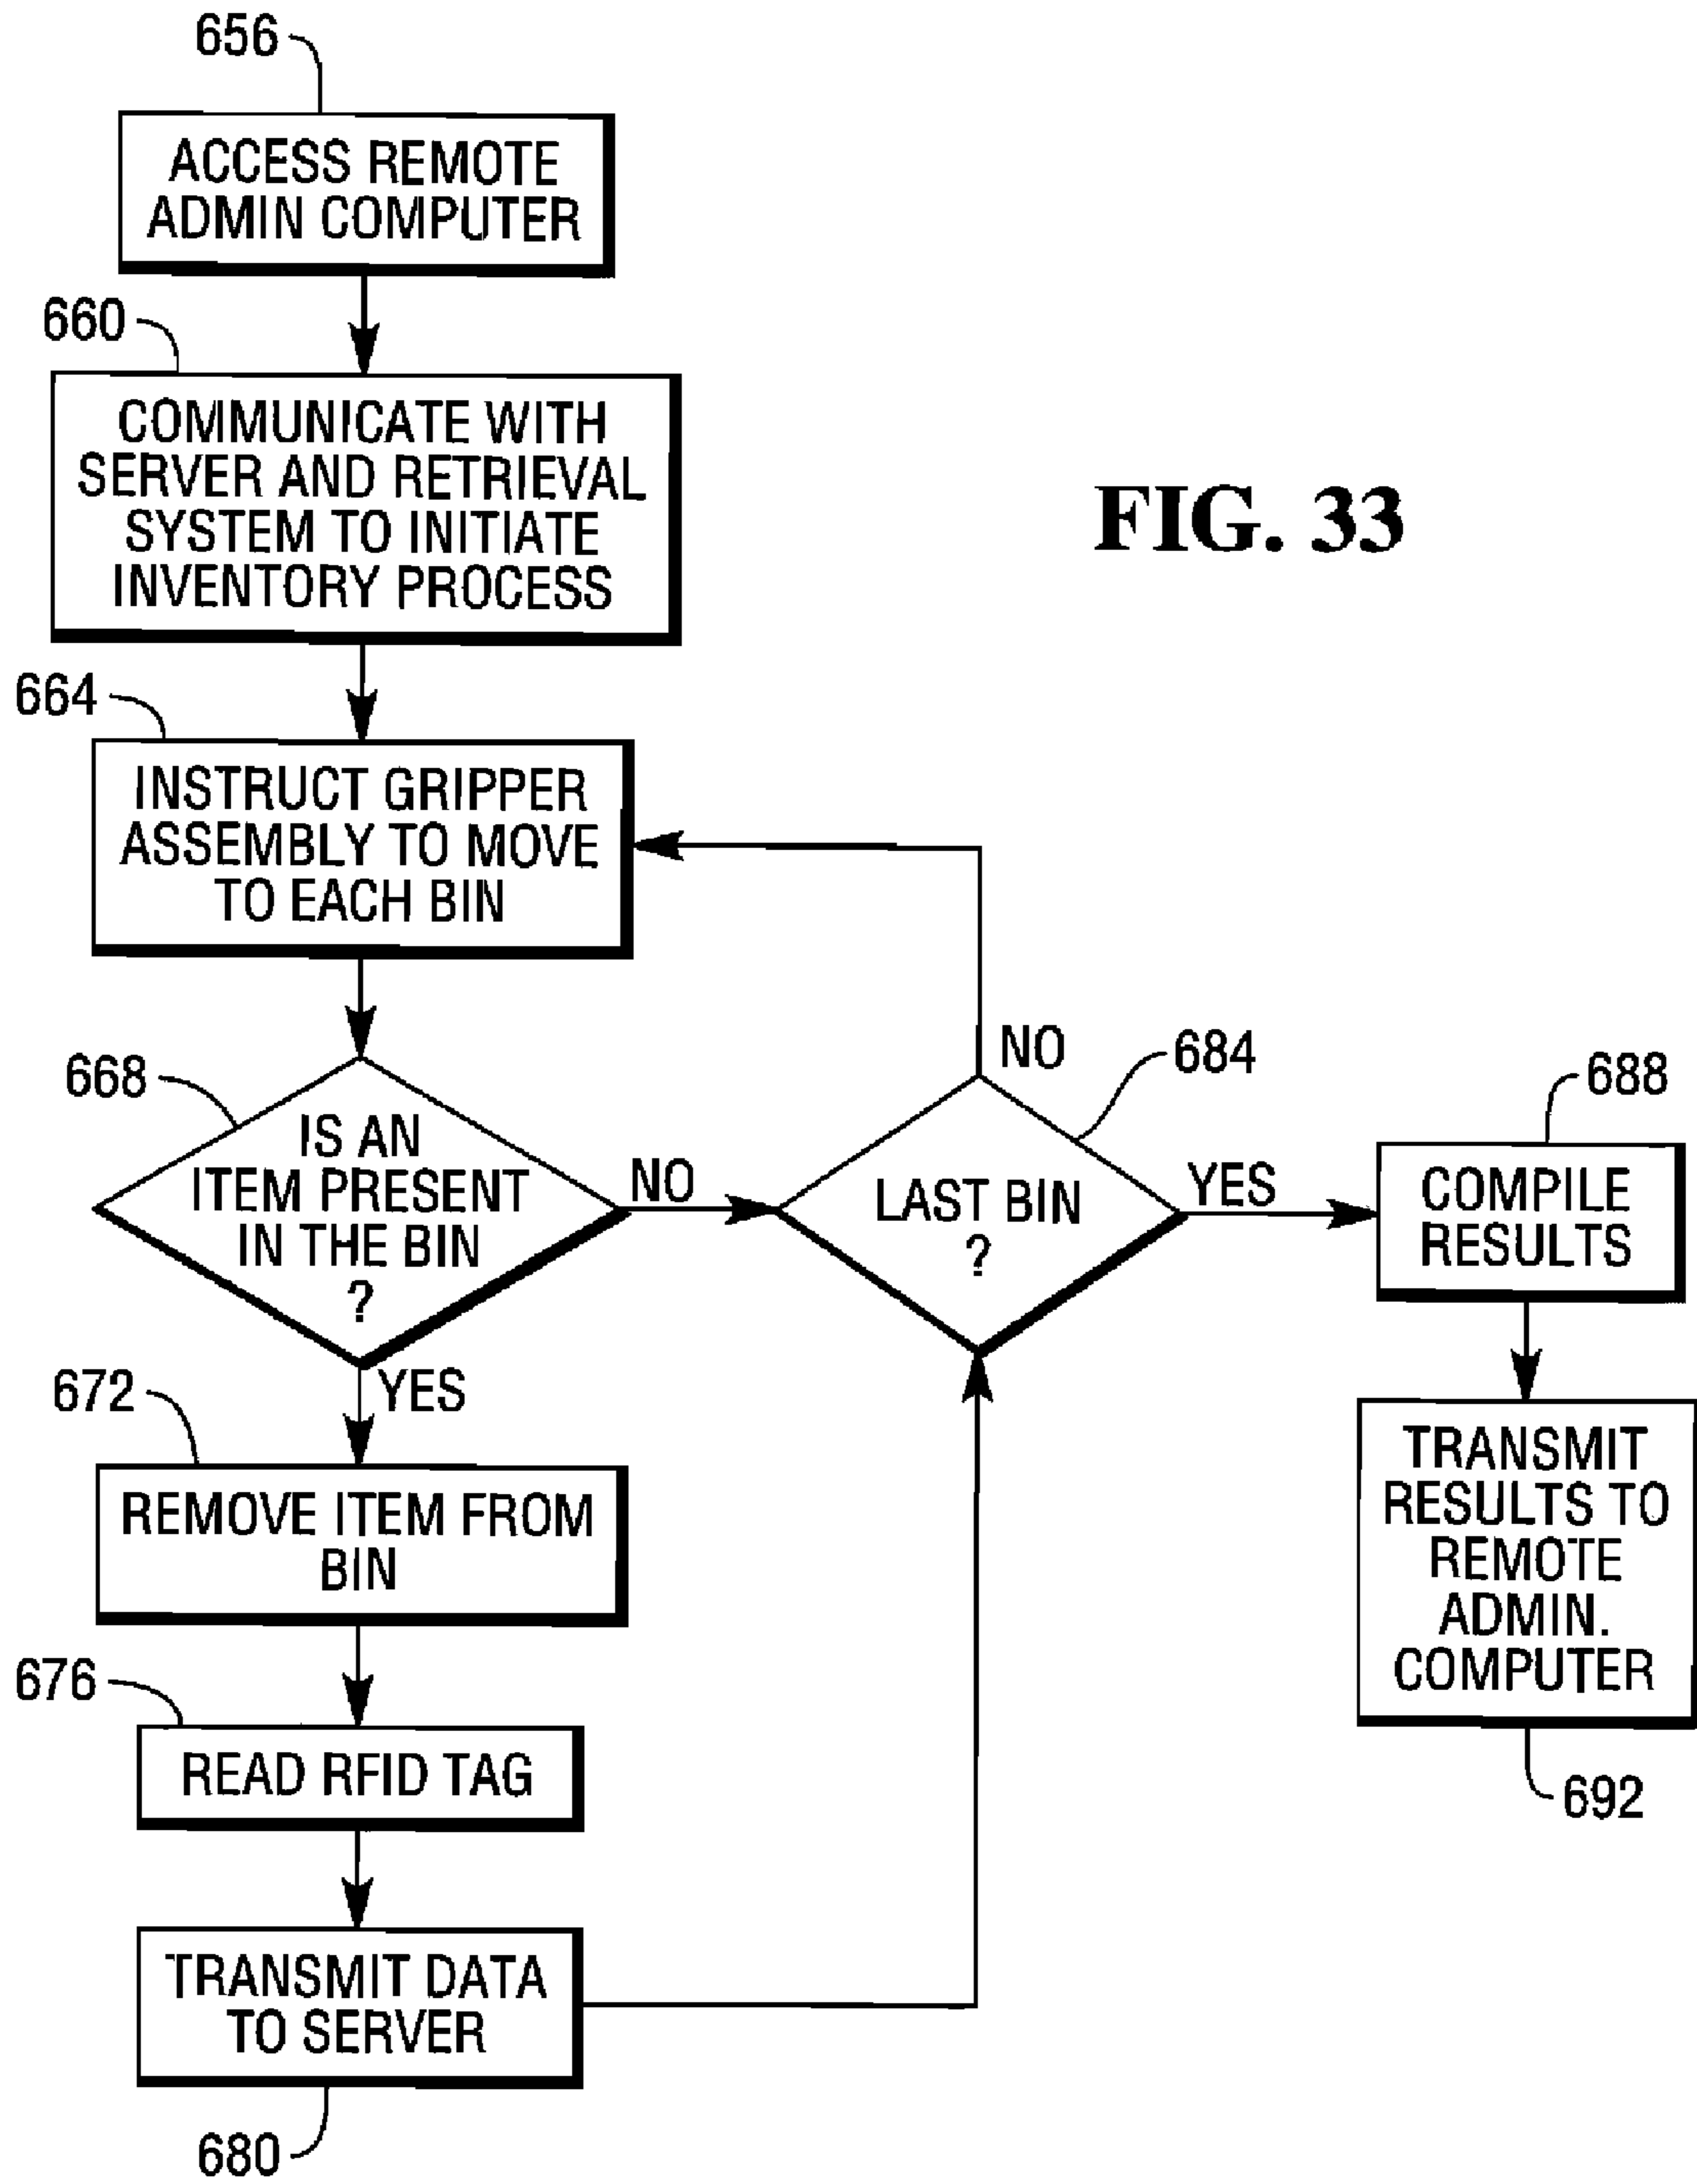 656
ACCESS REMOTE
ADMIN COMPUTER
660
COMMUNICATE WITH
SERVER AND RETRIEVAL
SYSTEM TO INITIATE
INVENTORY PROCESS
FIG. 33
664
INSTRUCT GRIPPER
ASSEMBLY TO MOVE
TO EACH BIN
668
IS AN
ITEM PRESENT
IN THE BIN
?
NO
YES
684
LAST BIN
?
NO
YES
688
COMPILE
RESULTS
672
REMOVE ITEM FROM
BIN
676
READ RFID TAG
TRANSMIT DATA
TO SERVER
680
TRANSMIT
RESULTS TO
REMOTE
ADMIN.
COMPUTER
692